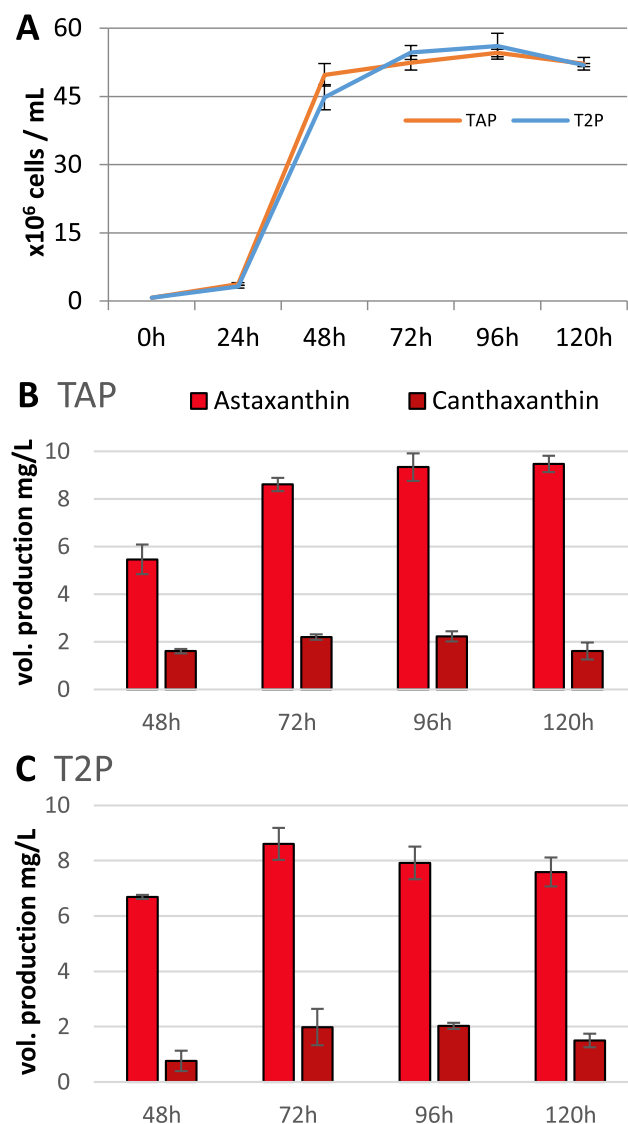 A
x10⁶ cells / mL
60
45
30
15
0
TAP
T2P
0h 24h 48h 72h 96h 120h
B TAP
Astaxanthin
Canthaxanthin
vol. production mg/L
10
8
6
4
2
0
48h 72h 96h 120h
C T2P
vol. production mg/L
10
8
6
4
2
0
48h 72h 96h 120h